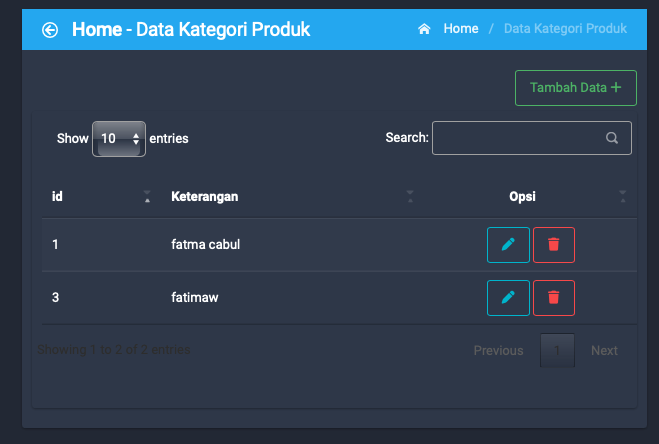 Home - Data Kategori Produk
Home / Data Kategori Produk
Tambah Data +
Show 10 entries
Search:
id Keterangan Opsi
1 fatma cabul
3 fatimaw
Showing 1 to 2 of 2 entries
Previous 1 Next